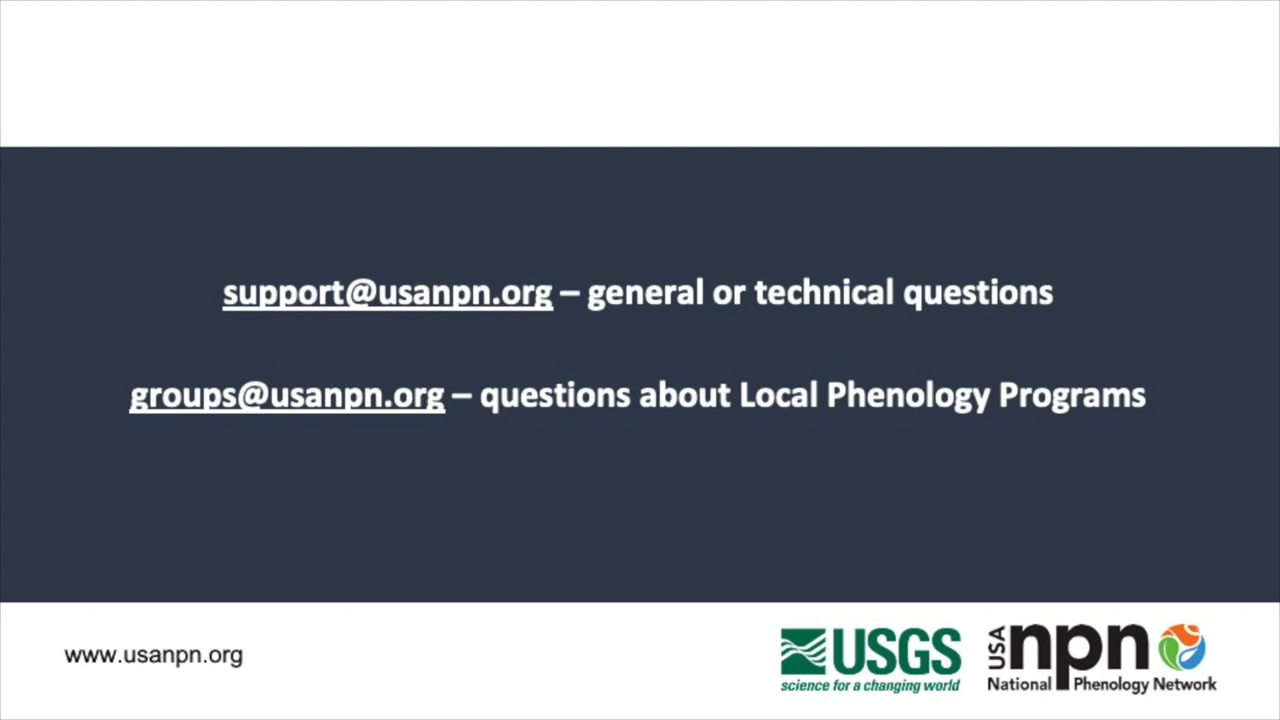 support@usanpn.org – general or technical questions
groups@usanpn.org – questions about Local Phenology Programs
www.usanpn.org
USGS
science for a changing world
USA npn
National Phenology Network